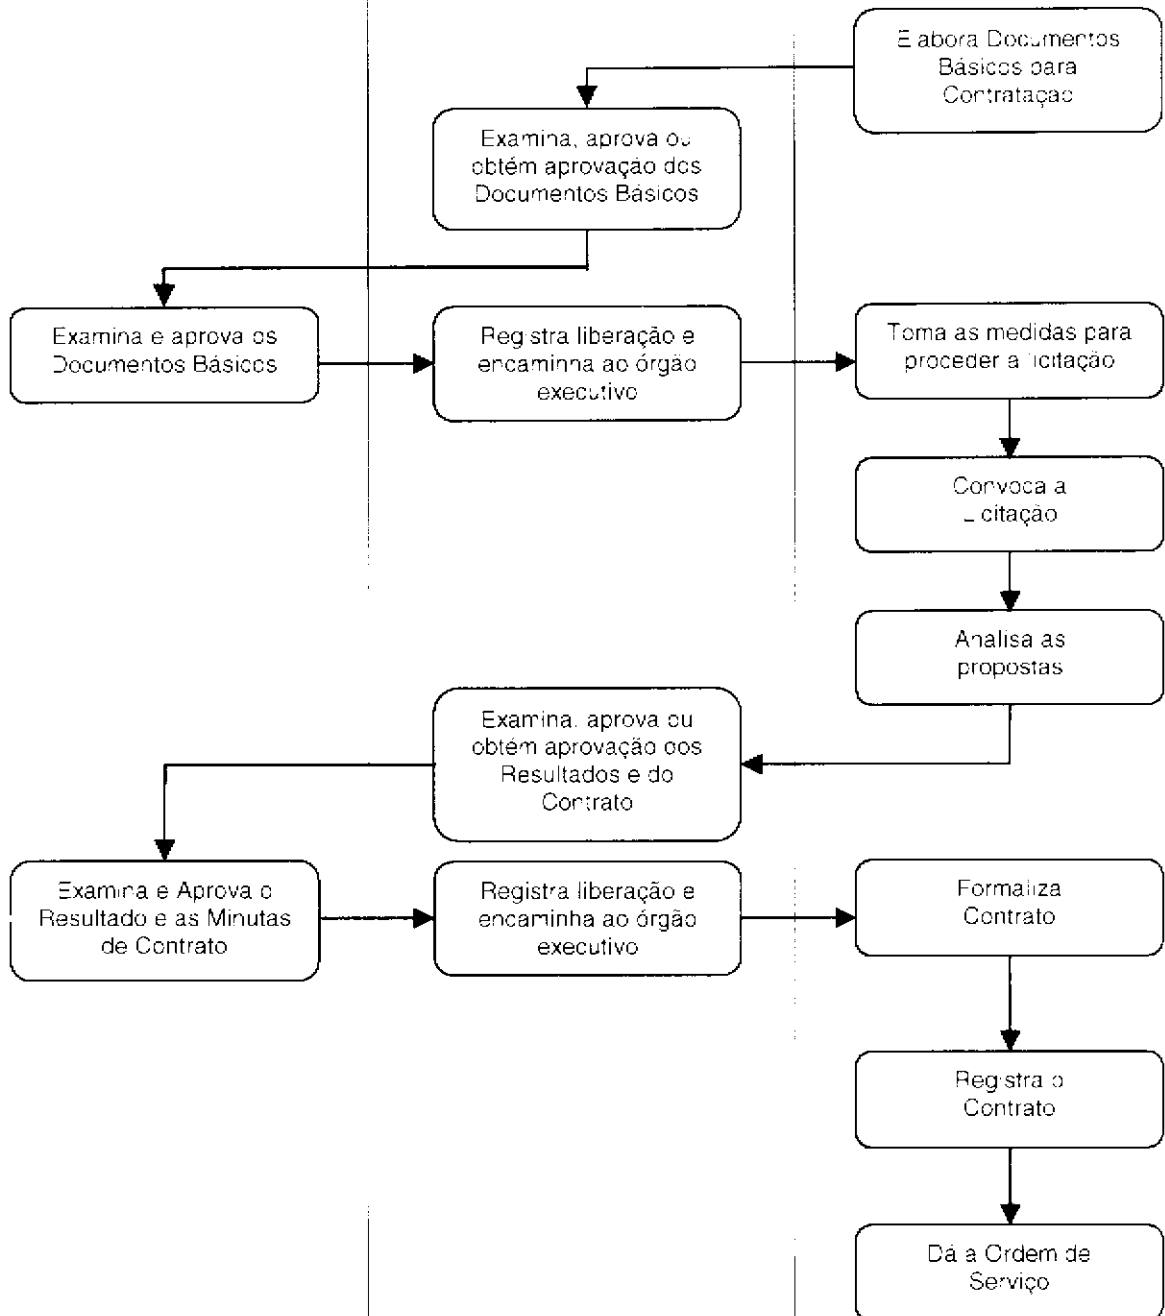 Elabora Documentos
Básicos para
Contratação
Examina, aprova ou
obtém aprovação dos
Documentos Básicos
Examina e aprova os
Documentos Básicos
Registra liberação e
encaminha ao órgão
executivo
Toma as medidas para
proceder a licitação
Convoca a
Licitação
Analisa as
propostas
Examina, aprova ou
obtém aprovação dos
Resultados e do
Contrato
Examina e Aprova o
Resultado e as Minutas
de Contrato
Registra liberação e
encaminha ao órgão
executivo
Formaliza
Contrato
Registra o
Contrato
Dá a Ordem de
Serviço